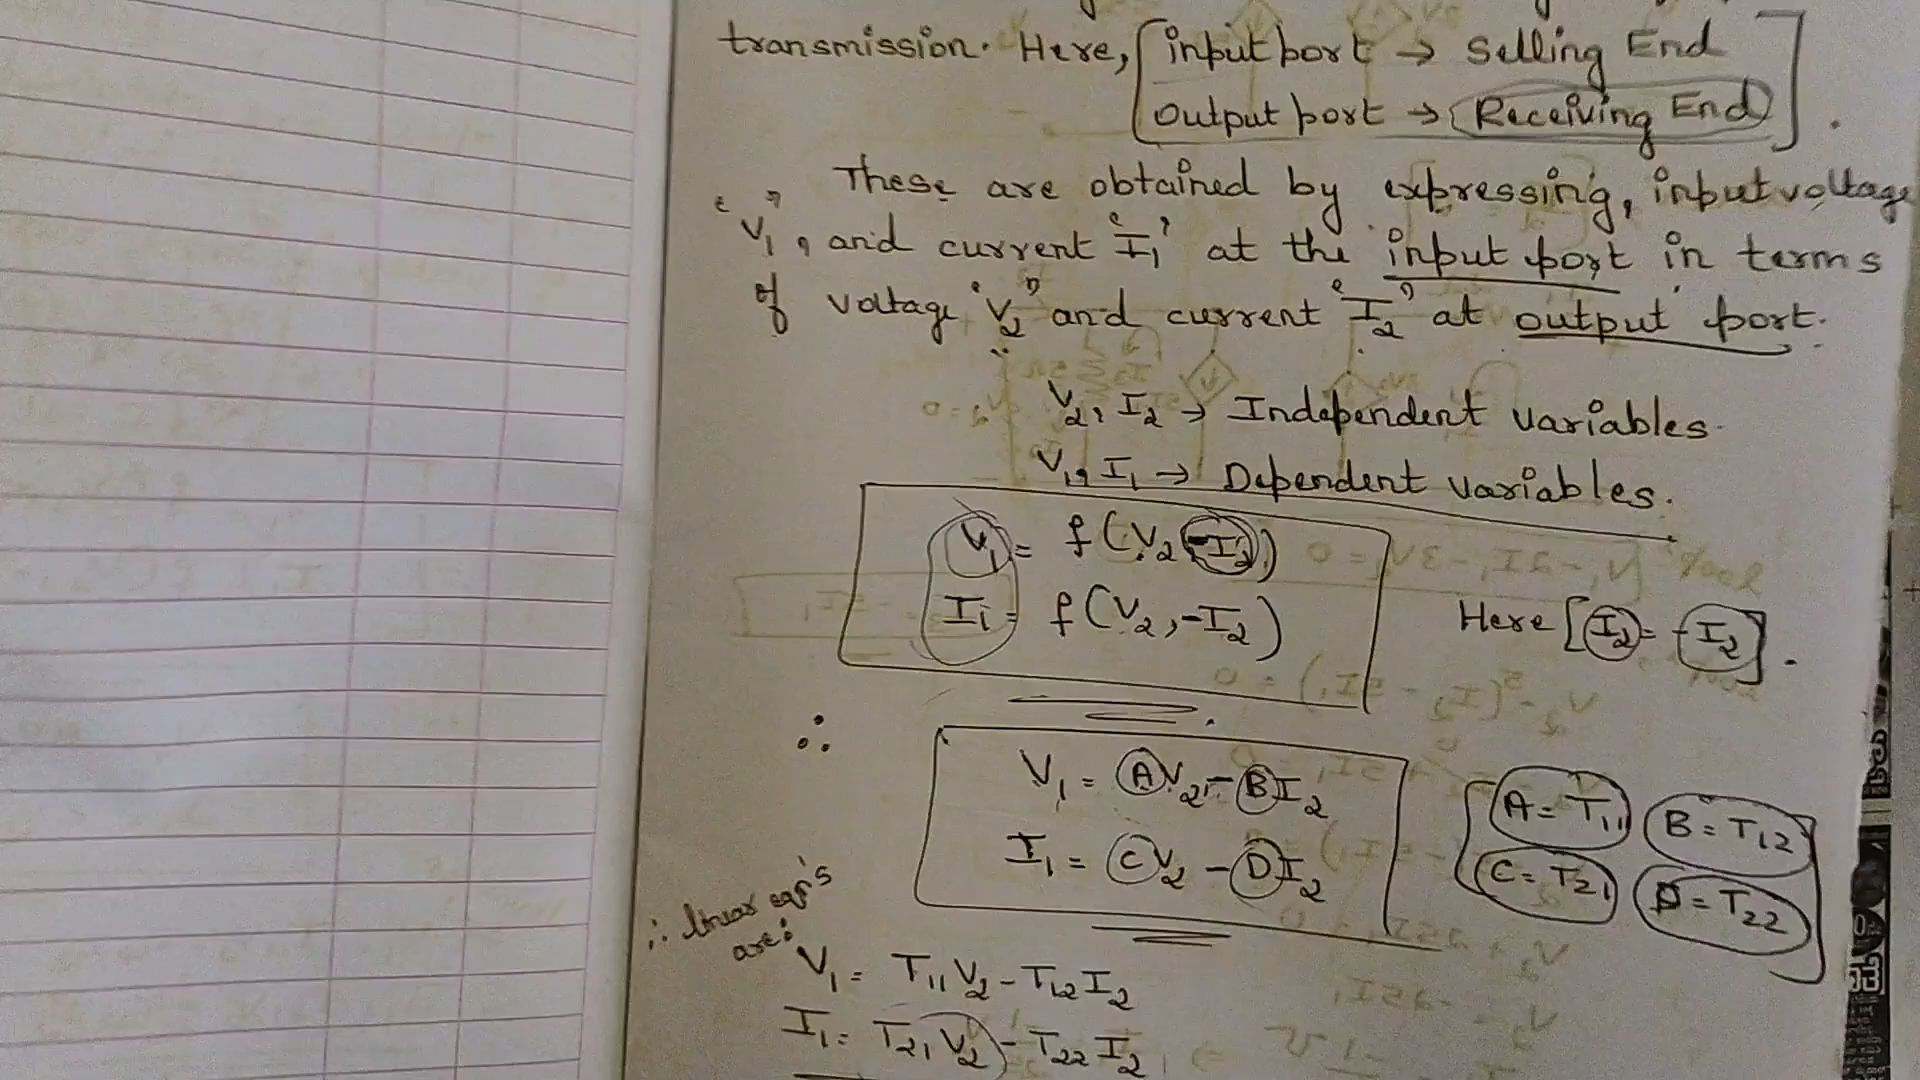 transmission. Here, [input port → Selling End
Output port → Receiving End].
These are obtained by expressing, input voltage
"V₁", and current "I₁" at the input port in terms
of voltage "V₂" and current "I₂" at output port.
V₂, I₂ → Independent variables.
V₁, I₁ → Dependent variables.
V₁ = f(V₂, -I₂)
I₁ = f(V₂, -I₂)
Here [I₂ = -I₂].
∴
V₁ = AV₂ - BI₂
I₁ = CV₂ - DI₂
[A = T₁₁ B = T₁₂
C = T₂₁ D = T₂₂]
∴ linear eqn's
are:
V₁ = T₁₁V₂ - T₁₂I₂
I₁ = T₂₁V₂ - T₂₂I₂